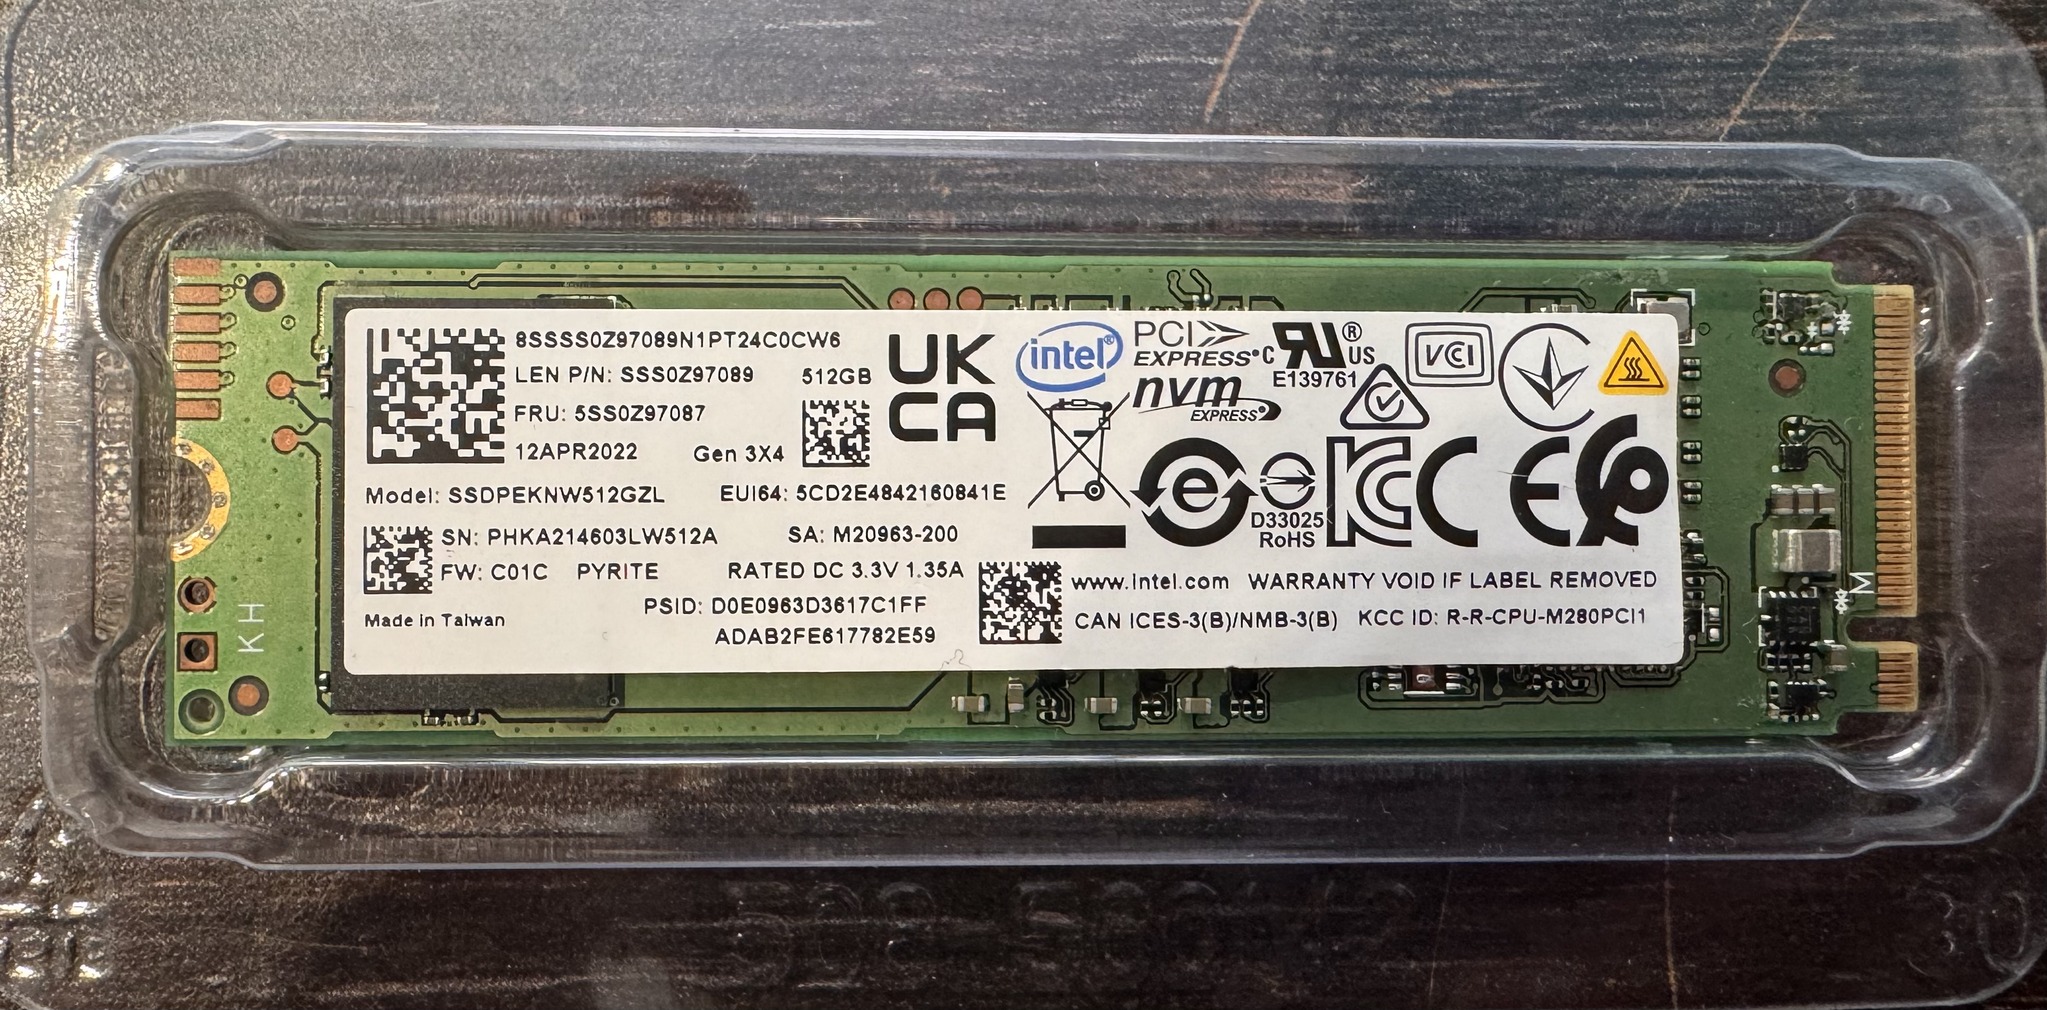 8SSSS0Z97089N1PT24C0CW6
LEN P/N: SSS0Z97089 512GB
FRU: 5SS0Z97087
12APR2022 Gen 3X4
Model: SSDPEKNW512GZL EUI64: 5CD2E4842160841E
SN: PHKA214603LW512A SA: M20963-200
FW: C01C PYRITE RATED DC 3.3V 1.35A
PSID: D0E0963D3617C1FF
ADAB2FE617782E59
Made in Taiwan
UK
CA
intel®
PCI
EXPRESS®
nvm
EXPRESS®
c RU® US
E139761
VCI
e
D33025
RoHS
KC
CE
www.intel.com WARRANTY VOID IF LABEL REMOVED
CAN ICES-3(B)/NMB-3(B) KCC ID: R-R-CPU-M280PCI1
KH
M